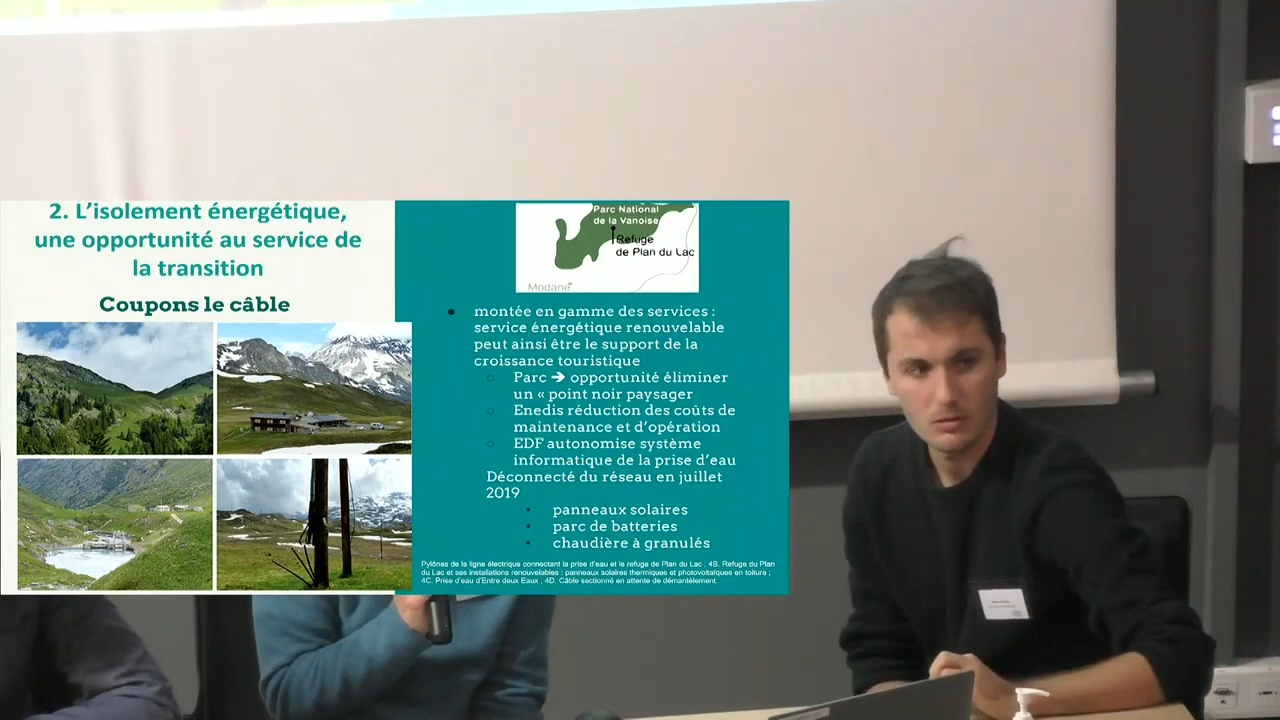 2. L'isolement énergétique,
une opportunité au service de
la transition
Coupons le câble
Parc National
de la Vanoise
Refuge
de Plan du Lac
Modane
● montée en gamme des services :
service énergétique renouvelable
peut ainsi être le support de la
croissance touristique
○ Parc ➔ opportunité éliminer
un « point noir paysager
○ Enedis réduction des coûts de
maintenance et d'opération
○ EDF autonomise système
informatique de la prise d'eau
Déconnecté du réseau en juillet
2019
• panneaux solaires
• parc de batteries
• chaudière à granulés
Pylônes de la ligne électrique connectant la prise d'eau et le refuge de Plan du Lac ; 4B. Refuge du Plan
du Lac et ses installations renouvelables : panneaux solaires thermiques et photovoltaïques en toiture ;
4C. Prise d'eau d'Entre deux Eaux ; 4D. Câble sectionné en attente de démantèlement.